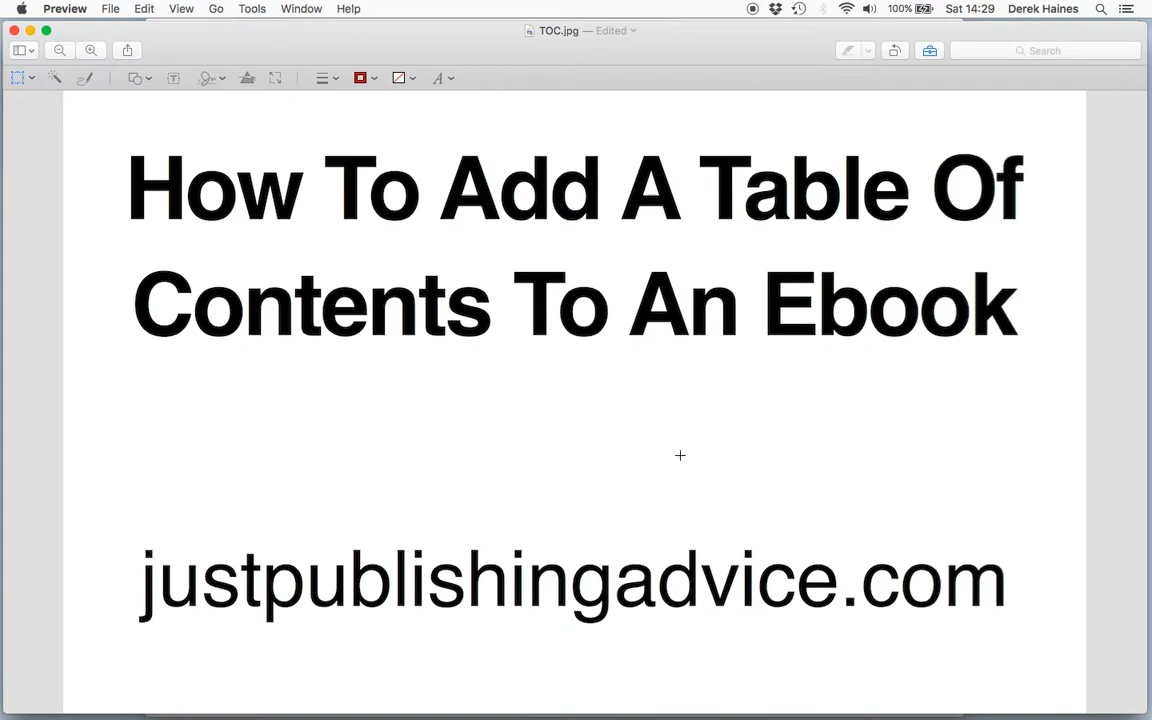 Preview File Edit View Go Tools Window Help 100% Sat 14:29 Derek Haines
TOC.jpg — Edited
Search
How To Add A Table Of
Contents To An Ebook
justpublishingadvice.com